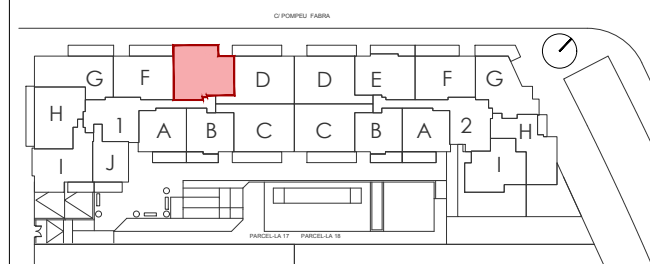 C/ POMPEU FABRA
G F D D E F G
H 1 A B C C B A 2 H
I J I
PARCEL·LA 17 PARCEL·LA 18